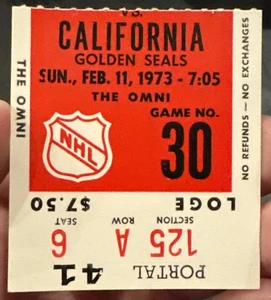 VS.
CALIFORNIA
GOLDEN SEALS
SUN., FEB. 11, 1973 - 7:05
THE OMNI
GAME NO.
30
NHL
THE OMNI
NO REFUNDS — NO EXCHANGES
LOGE
$7.50
PORTAL
41
SECTION
ROW
SEAT
125
A
6